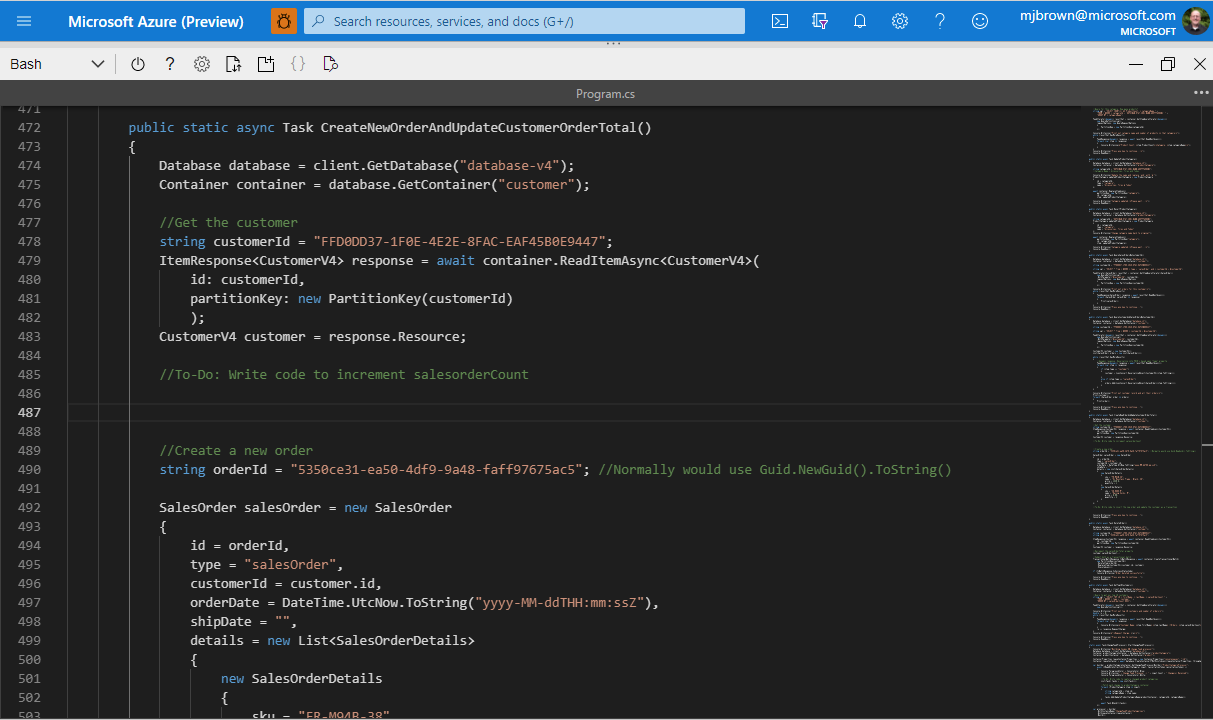 Microsoft Azure (Preview)
Search resources, services, and docs (G+/)
mjbrown@microsoft.com
MICROSOFT
Bash
Program.cs
471
472 public static async Task CreateNewOrderAndUpdateCustomerOrderTotal()
473 {
474 Database database = client.GetDatabase("database-v4");
475 Container container = database.GetContainer("customer");
476
477 //Get the customer
478 string customerId = "FFD0DD37-1F0E-4E2E-8FAC-EAF45B0E9447";
479 ItemResponse<CustomerV4> response = await container.ReadItemAsync<CustomerV4>(
480 id: customerId,
481 partitionKey: new PartitionKey(customerId)
482 );
483 CustomerV4 customer = response.Resource;
484
485 //To-Do: Write code to increment salesorderCount
486
487
488
489 //Create a new order
490 string orderId = "5350ce31-ea50-4df9-9a48-faff97675ac5"; //Normally would use Guid.NewGuid().ToString()
491
492 SalesOrder salesOrder = new SalesOrder
493 {
494 id = orderId,
495 type = "salesOrder",
496 customerId = customer.id,
497 orderDate = DateTime.UtcNow.ToString("yyyy-MM-ddTHH:mm:ssZ"),
498 shipDate = "",
499 details = new List<SalesOrderDetails>
500 {
501 new SalesOrderDetails
502 {
503 sku = "FR-M94B-38"